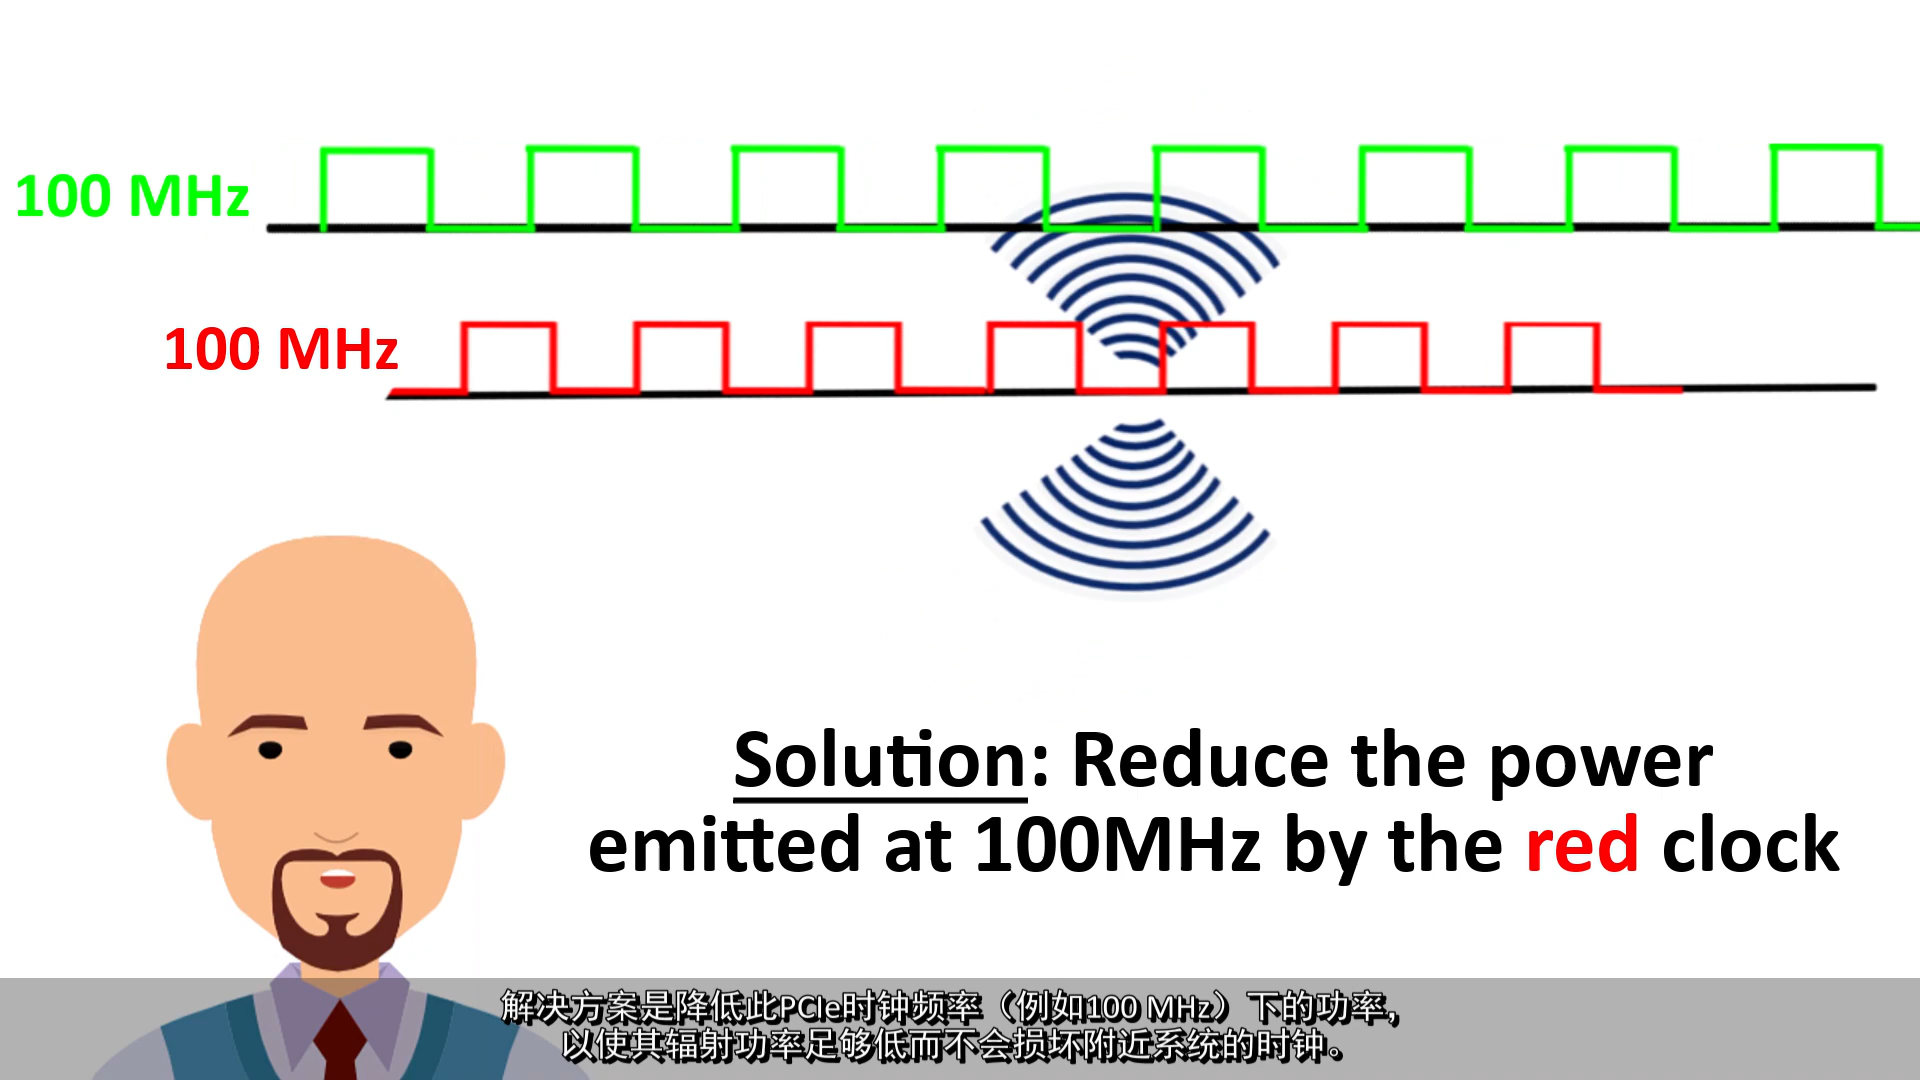 100 MHz
100 MHz
Solution: Reduce the power
emitted at 100MHz by the red clock
解决方案是降低此PCIe时钟频率（例如100 MHz）下的功率，
以使其辐射功率足够低而不会损坏附近系统的时钟。